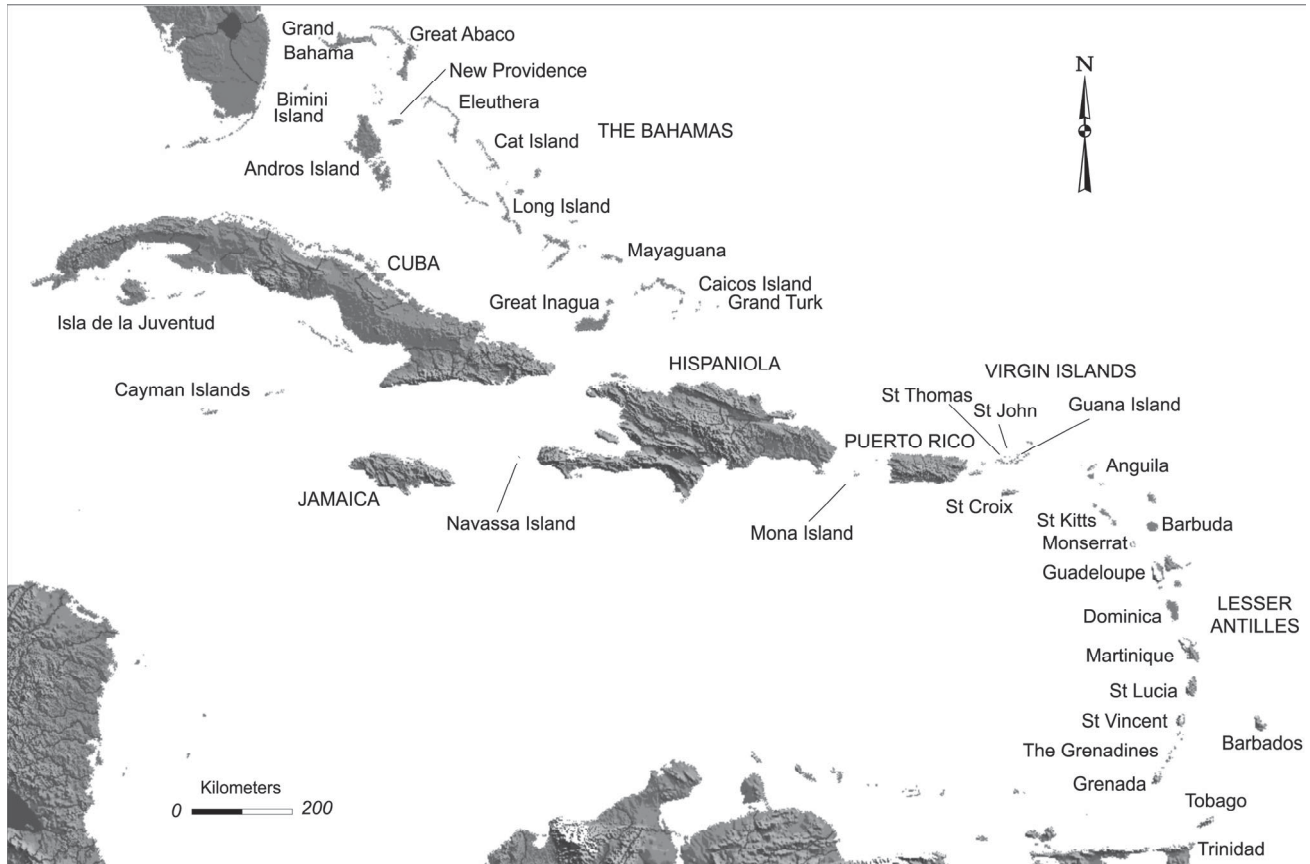 Grand
Bahama
Great Abaco
New Providence
Bimini
Island
Eleuthera
THE BAHAMAS
Cat Island
Andros Island
Long Island
Mayaguana
CUBA
Caicos Island
Great Inagua
Grand Turk
Isla de la Juventud
N
HISPANIOLA
Cayman Islands
VIRGIN ISLANDS
St Thomas
St John
Guana Island
PUERTO RICO
Anguila
JAMAICA
Navassa Island
Mona Island
St Croix
St Kitts
Barbuda
Monserrat
Guadeloupe
Dominica
LESSER
ANTILLES
Martinique
St Lucia
St Vincent
Barbados
The Grenadines
Grenada
Kilometers
0 200
Tobago
Trinidad